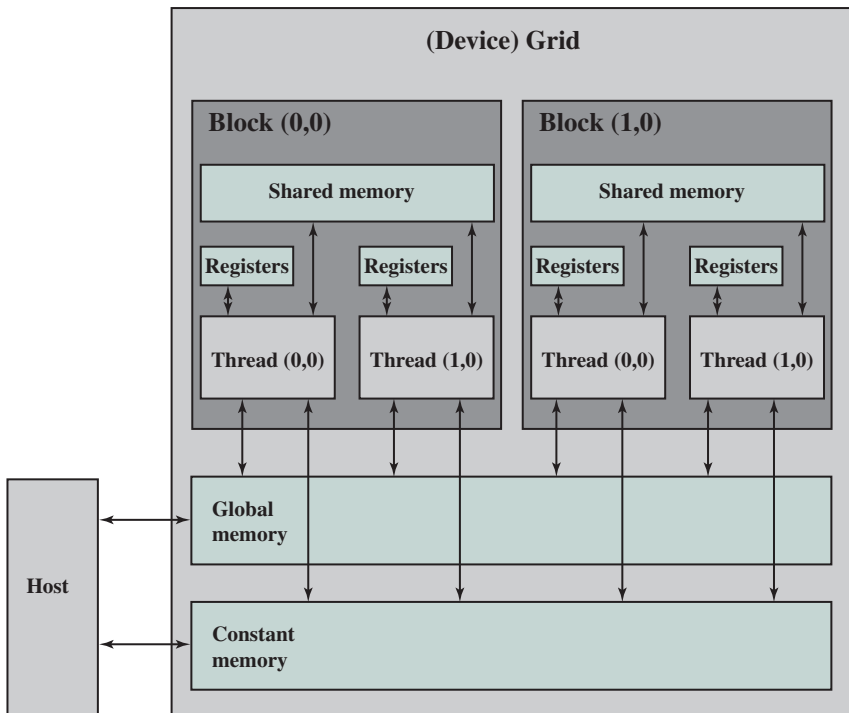 (Device) Grid
Block (0,0)
Shared memory
Registers
Registers
Thread (0,0)
Thread (1,0)
Block (1,0)
Shared memory
Registers
Registers
Thread (0,0)
Thread (1,0)
Host
Global
memory
Constant
memory